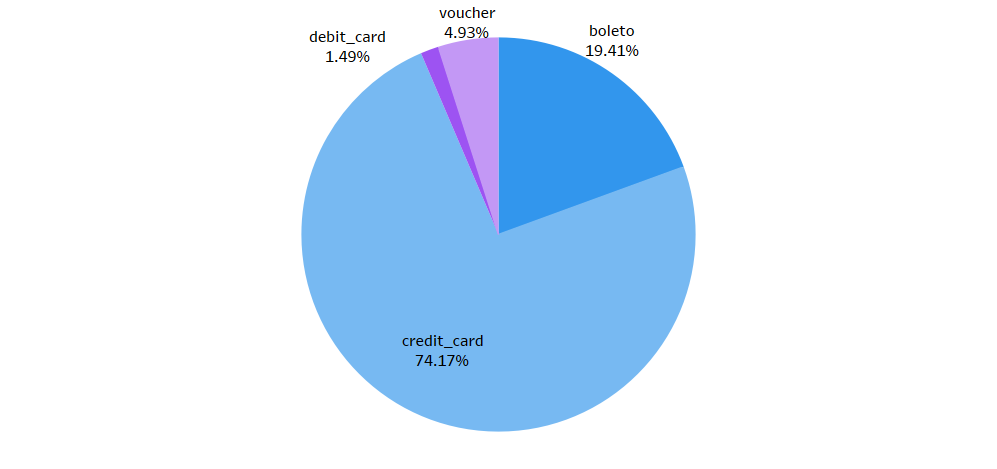 voucher
4.93%
debit_card
1.49%
boleto
19.41%
credit_card
74.17%